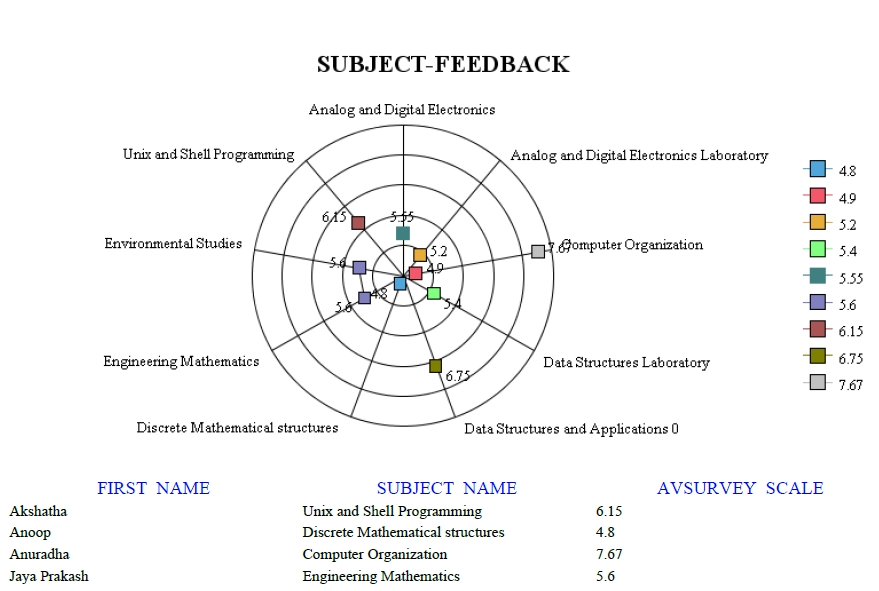 SUBJECT-FEEDBACK
Analog and Digital Electronics
Unix and Shell Programming
Analog and Digital Electronics Laboratory
4.8
4.9
6.15
5.55
5.2
Environmental Studies
5.2
7.67
Computer Organization
5.4
5.6
4.9
5.55
4.8
5.6
5.4
5.6
6.15
Engineering Mathematics
Data Structures Laboratory
6.75
6.75
7.67
Discrete Mathematical structures
Data Structures and Applications 0
FIRST NAME SUBJECT NAME AVSURVEY SCALE
Akshatha Unix and Shell Programming 6.15
Anoop Discrete Mathematical structures 4.8
Anuradha Computer Organization 7.67
Jaya Prakash Engineering Mathematics 5.6